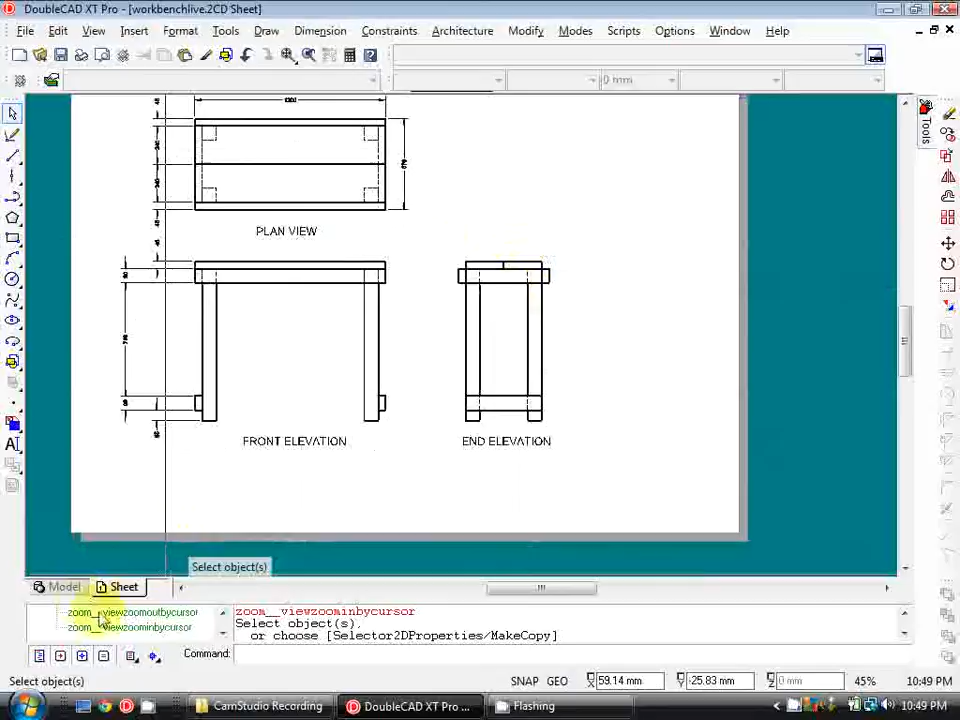 DoubleCAD XT Pro - [workbenchlive.2CD Sheet]
File Edit View Insert Format Tools Draw Dimension Constraints Architecture Modify Modes Scripts Options Window Help
0 mm
Tools
PLAN VIEW
FRONT ELEVATION
END ELEVATION
Select object(s)
Model Sheet
zoom__viewzoomoutbycursor
zoom__viewzoominbycursor
zoom__viewzoominbycursor
Select object(s),
or choose [Selector2DProperties/MakeCopy]
Command:
Select object(s)
SNAP GEO X 59.14 mm Y -25.83 mm Z 0 mm 45% 10:49 PM
CamStudio Recording DoubleCAD XT Pro ... Flashing 10:49 PM